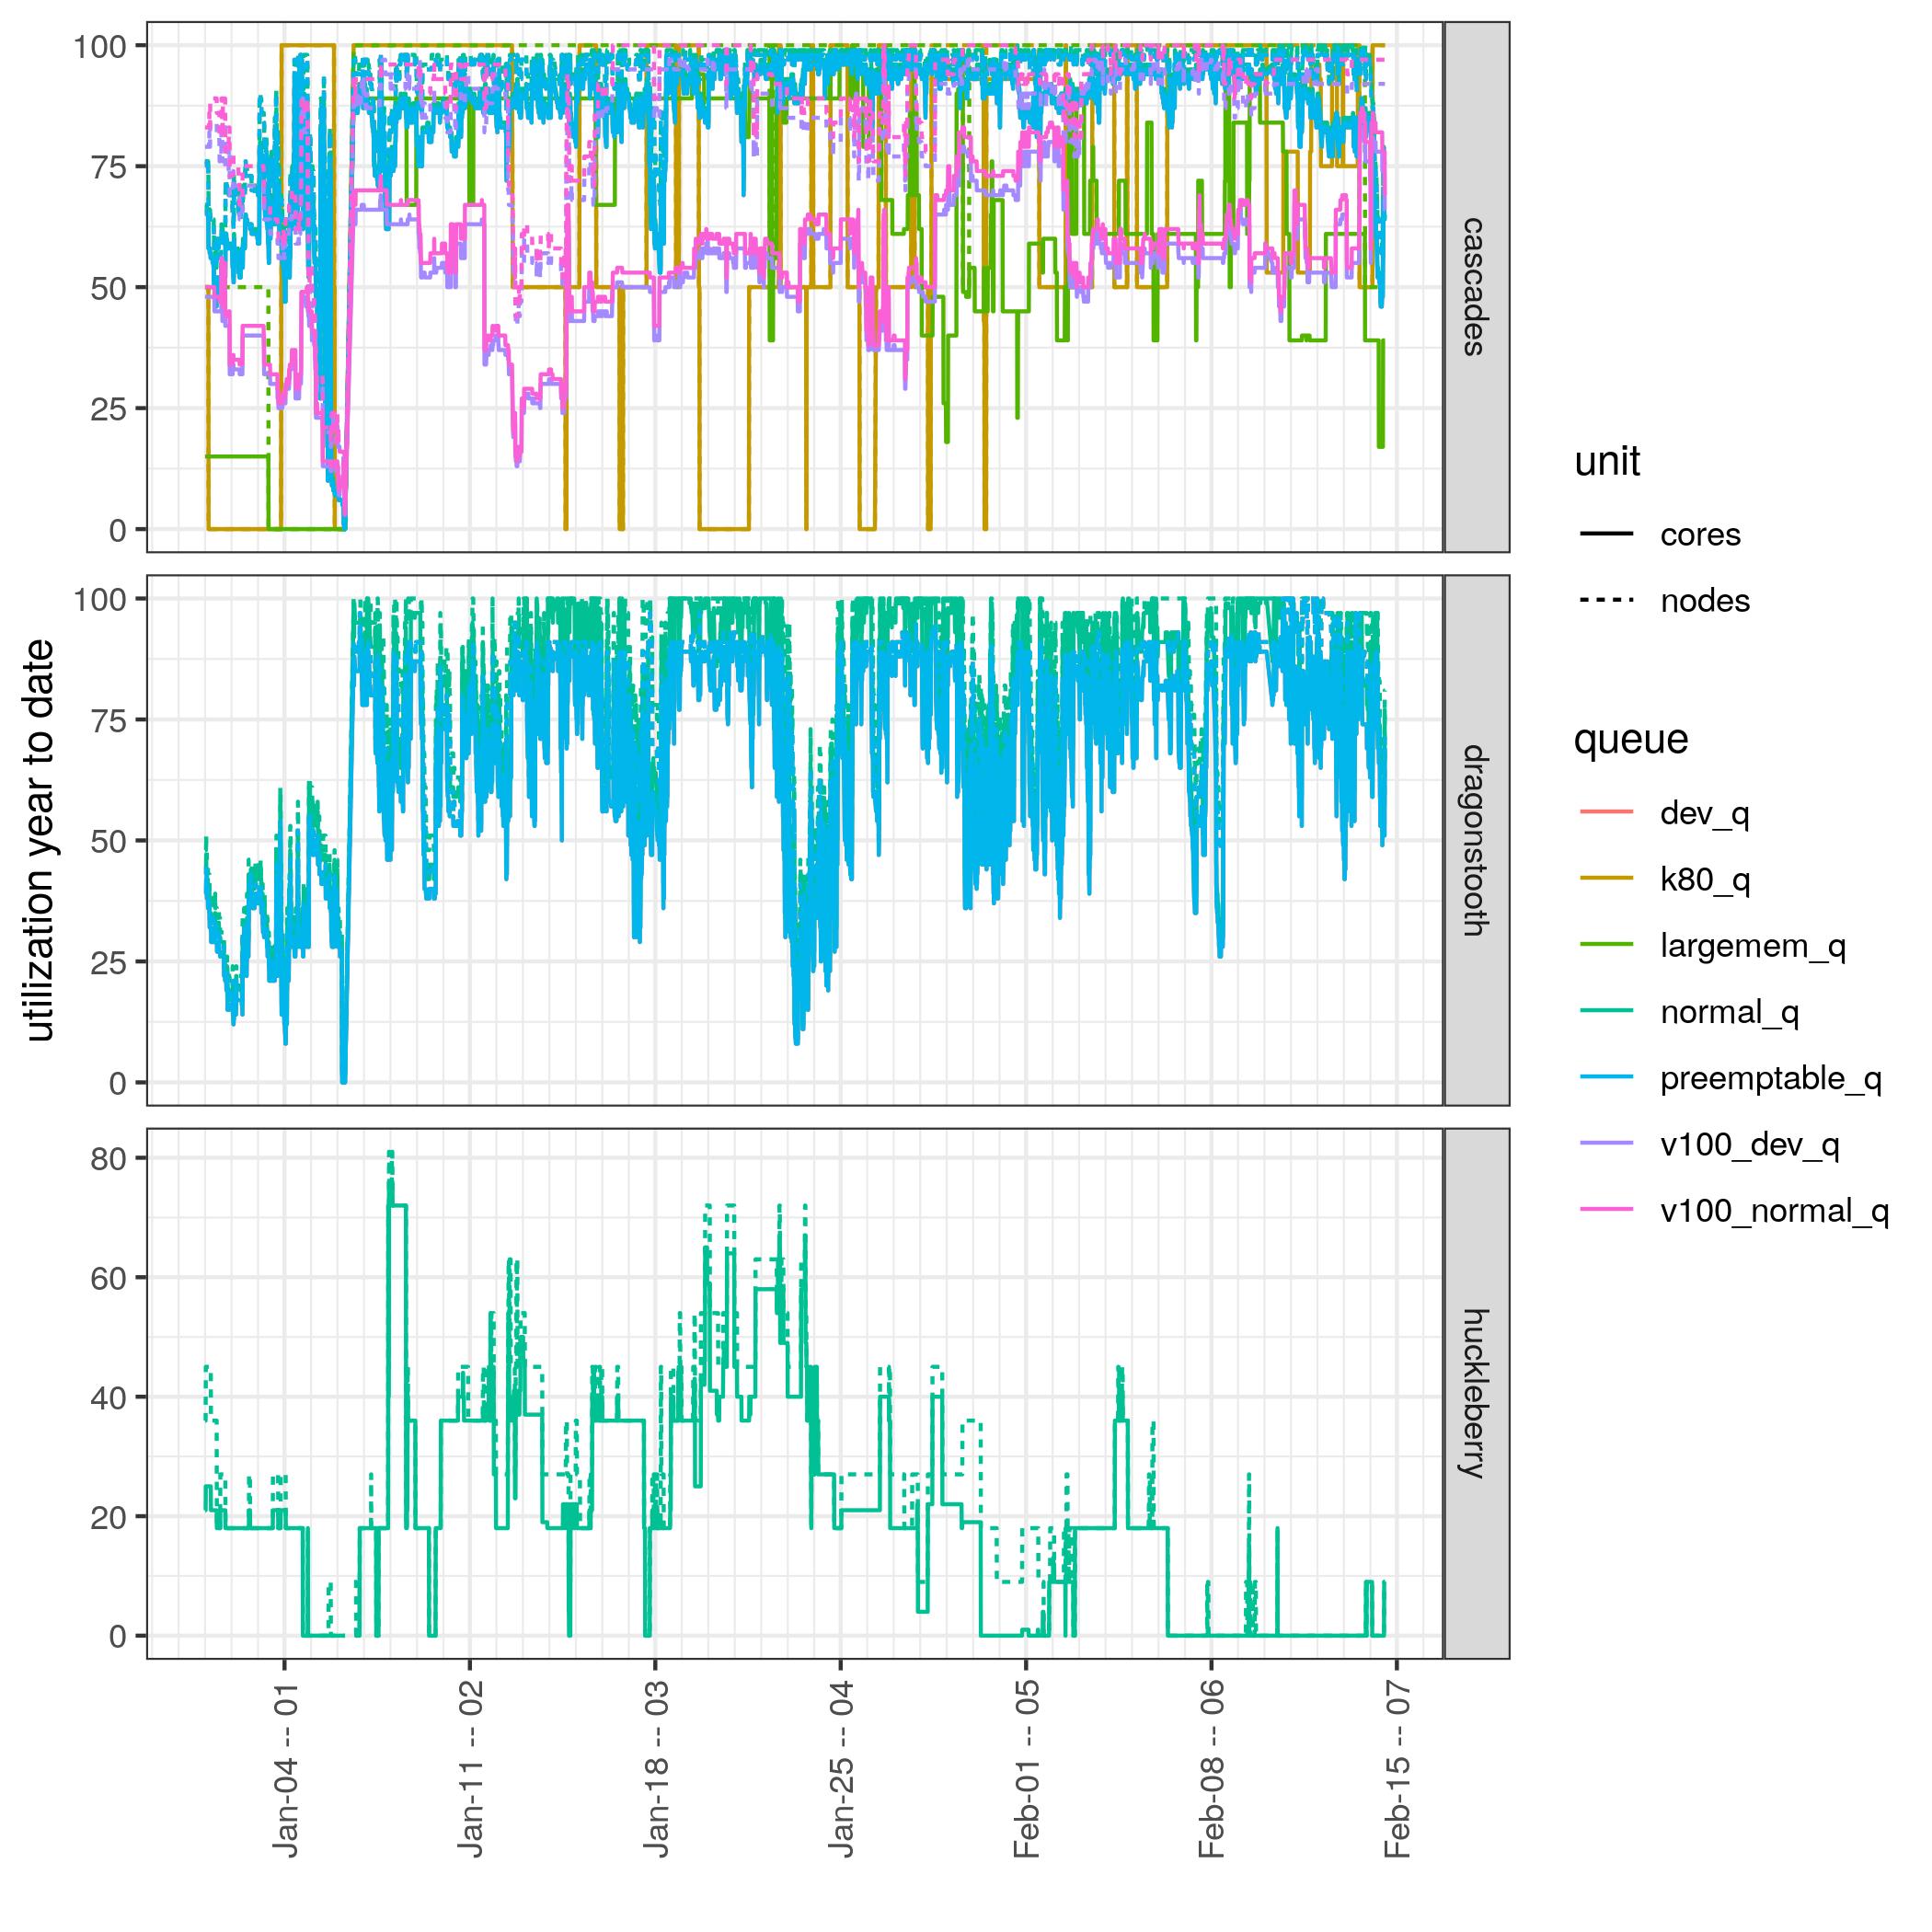 utilization year to date
100
75
50
25
0
cascades
100
75
50
25
0
dragonstooth
80
60
40
20
0
huckleberry
Jan-04 -- 01
Jan-11 -- 02
Jan-18 -- 03
Jan-25 -- 04
Feb-01 -- 05
Feb-08 -- 06
Feb-15 -- 07
unit
cores
nodes
queue
dev_q
k80_q
largemem_q
normal_q
preemptable_q
v100_dev_q
v100_normal_q